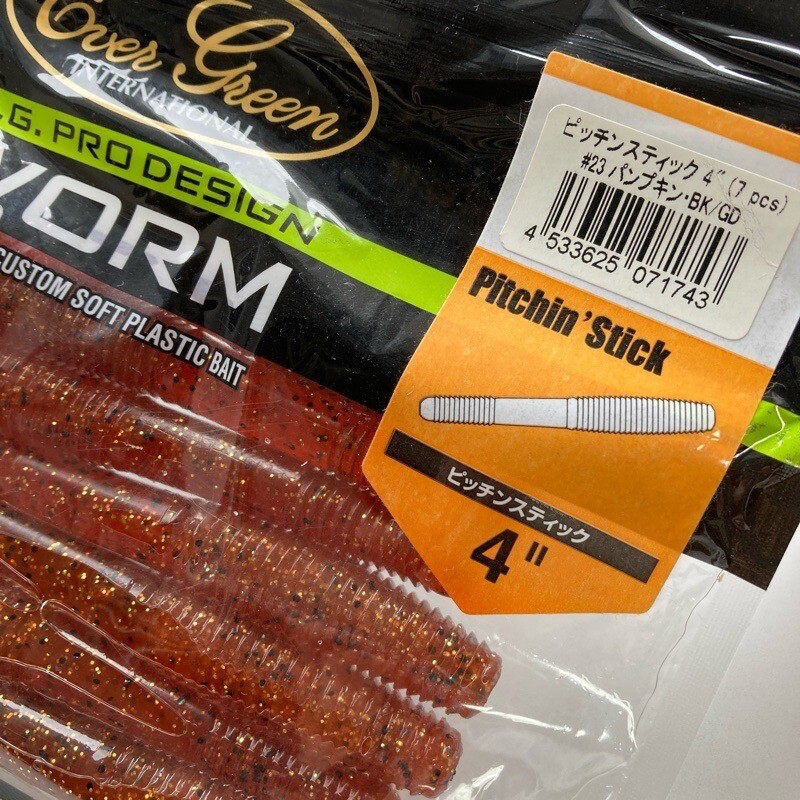 Ever Green
INTERNATIONAL
.G. PRO DESIGN
WORM
CUSTOM SOFT PLASTIC BAIT
ピッチンスティック 4" (7 pcs)
#23 パンプキン・BK/GD
4 533625 071743
Pitchin' Stick
ピッチンスティック
4"